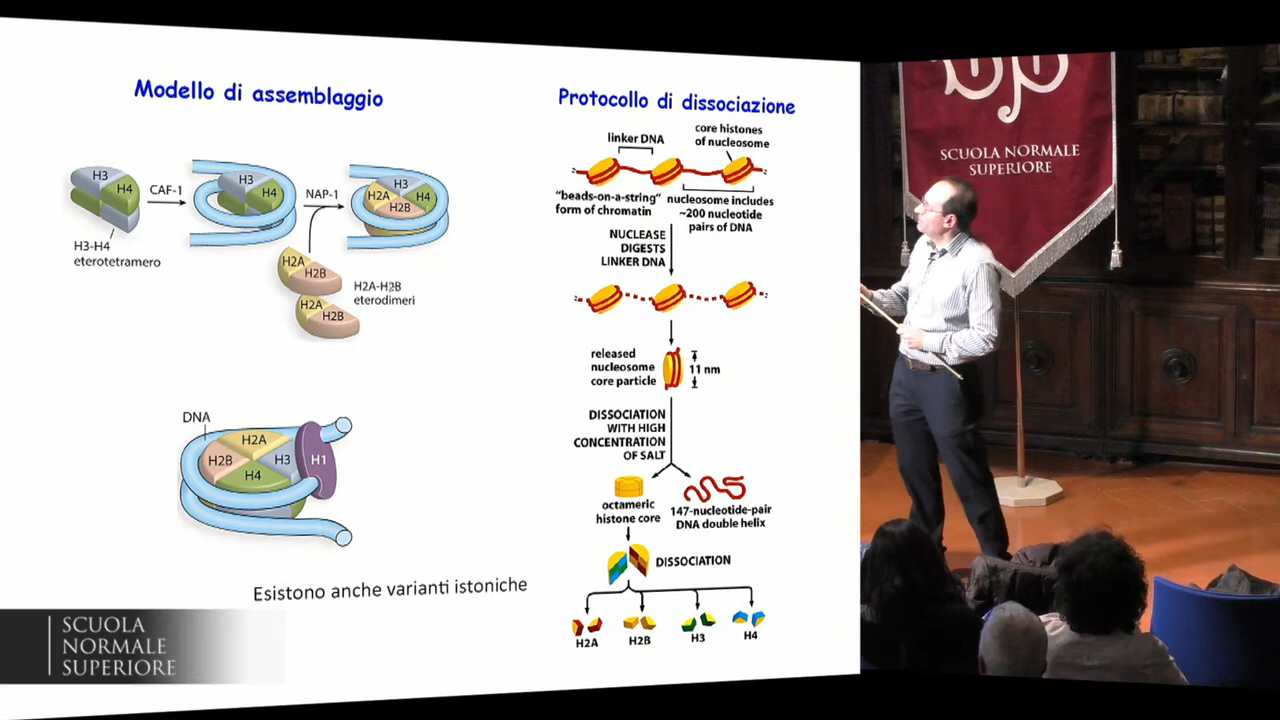 Modello di assemblaggio
H3
H4
CAF-1
H3-H4
eterotetramero
H3
H4
NAP-1
H3
H2A
H4
H2B
H2A
H2B
H2A
H2B
H2A-H2B
eterodimeri
DNA
H2A
H2B
H3
H1
H4
Esistono anche varianti istoniche
Protocollo di dissociazione
linker DNA
core histones
of nucleosome
"beads-on-a-string"
form of chromatin
nucleosome includes
~200 nucleotide
pairs of DNA
NUCLEASE
DIGESTS
LINKER DNA
released
nucleosome
core particle
11 nm
DISSOCIATION
WITH HIGH
CONCENTRATION
OF SALT
octameric
histone core
147-nucleotide-pair
DNA double helix
DISSOCIATION
H2A
H2B
H3
H4
SCUOLA NORMALE
SUPERIORE
SCUOLA
NORMALE
SUPERIORE